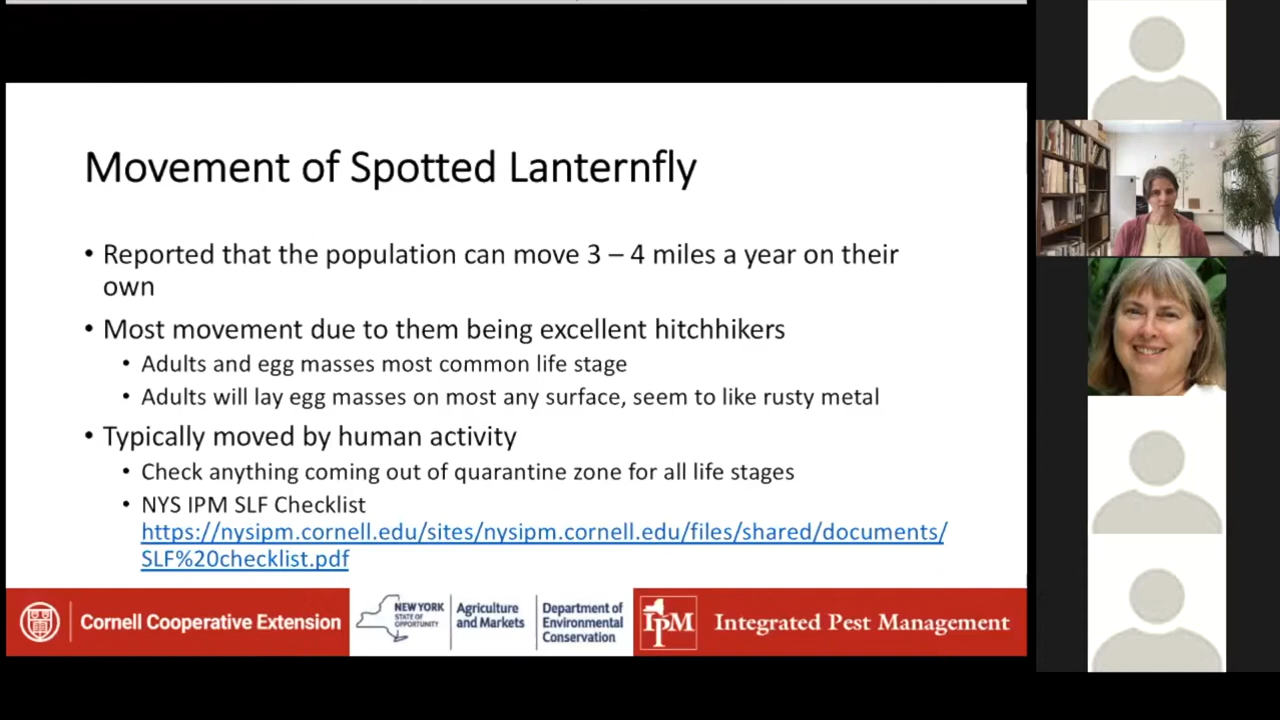 Movement of Spotted Lanternfly
• Reported that the population can move 3 – 4 miles a year on their
own
• Most movement due to them being excellent hitchhikers
• Adults and egg masses most common life stage
• Adults will lay egg masses on most any surface, seem to like rusty metal
• Typically moved by human activity
• Check anything coming out of quarantine zone for all life stages
• NYS IPM SLF Checklist
https://nysipm.cornell.edu/sites/nysipm.cornell.edu/files/shared/documents/
SLF%20checklist.pdf
Cornell Cooperative Extension
NEW YORK
STATE OF
OPPORTUNITY
Agriculture
and Markets
Department of
Environmental
Conservation
IPM
Integrated Pest Management